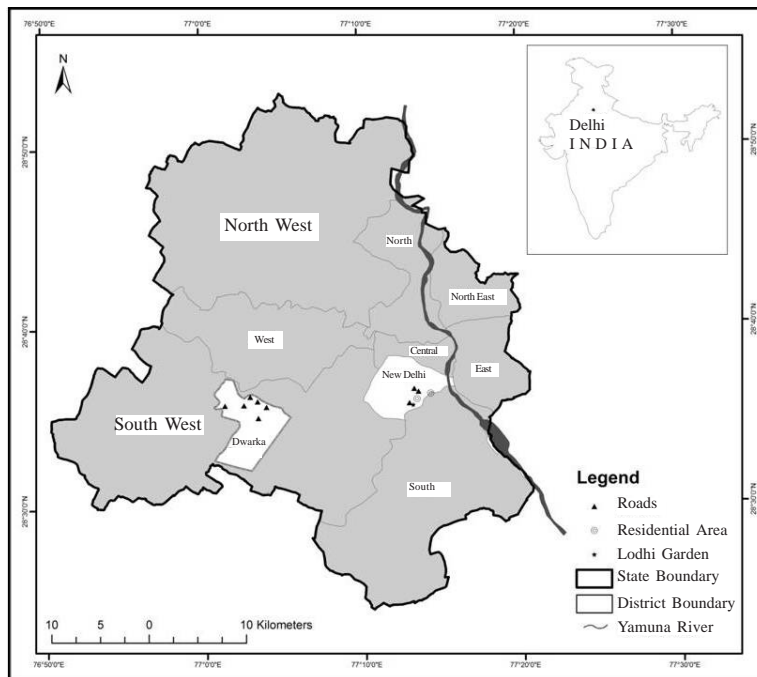 76°50'0"E
77°0'0"E
77°10'0"E
77°20'0"E
77°30'0"E
N
28°50'0"N
28°50'0"N
Delhi
INDIA
North West
North
North East
28°40'0"N
28°40'0"N
West
Central
New Delhi
East
South West
Dwarka
South
28°30'0"N
28°30'0"N
Legend
Roads
Residential Area
Lodhi Garden
State Boundary
District Boundary
Yamuna River
10 5 0 10 Kilometers
76°50'0"E
77°0'0"E
77°10'0"E
77°20'0"E
77°30'0"E